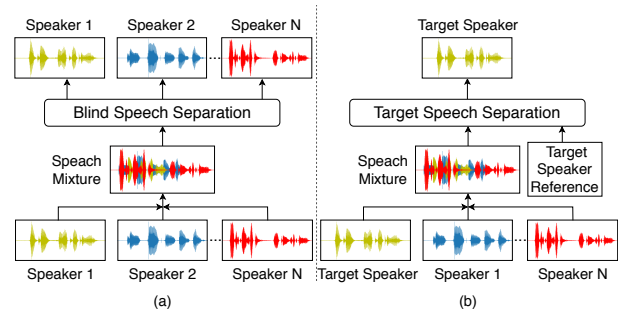 Speaker 1 Speaker 2 Speaker N
Blind Speech Separation
Speach
Mixture
Speaker 1 Speaker 2 Speaker N
(a)
Target Speaker
Target Speech Separation
Speach
Mixture
Target
Speaker
Reference
Target Speaker Speaker 1 Speaker N
(b)